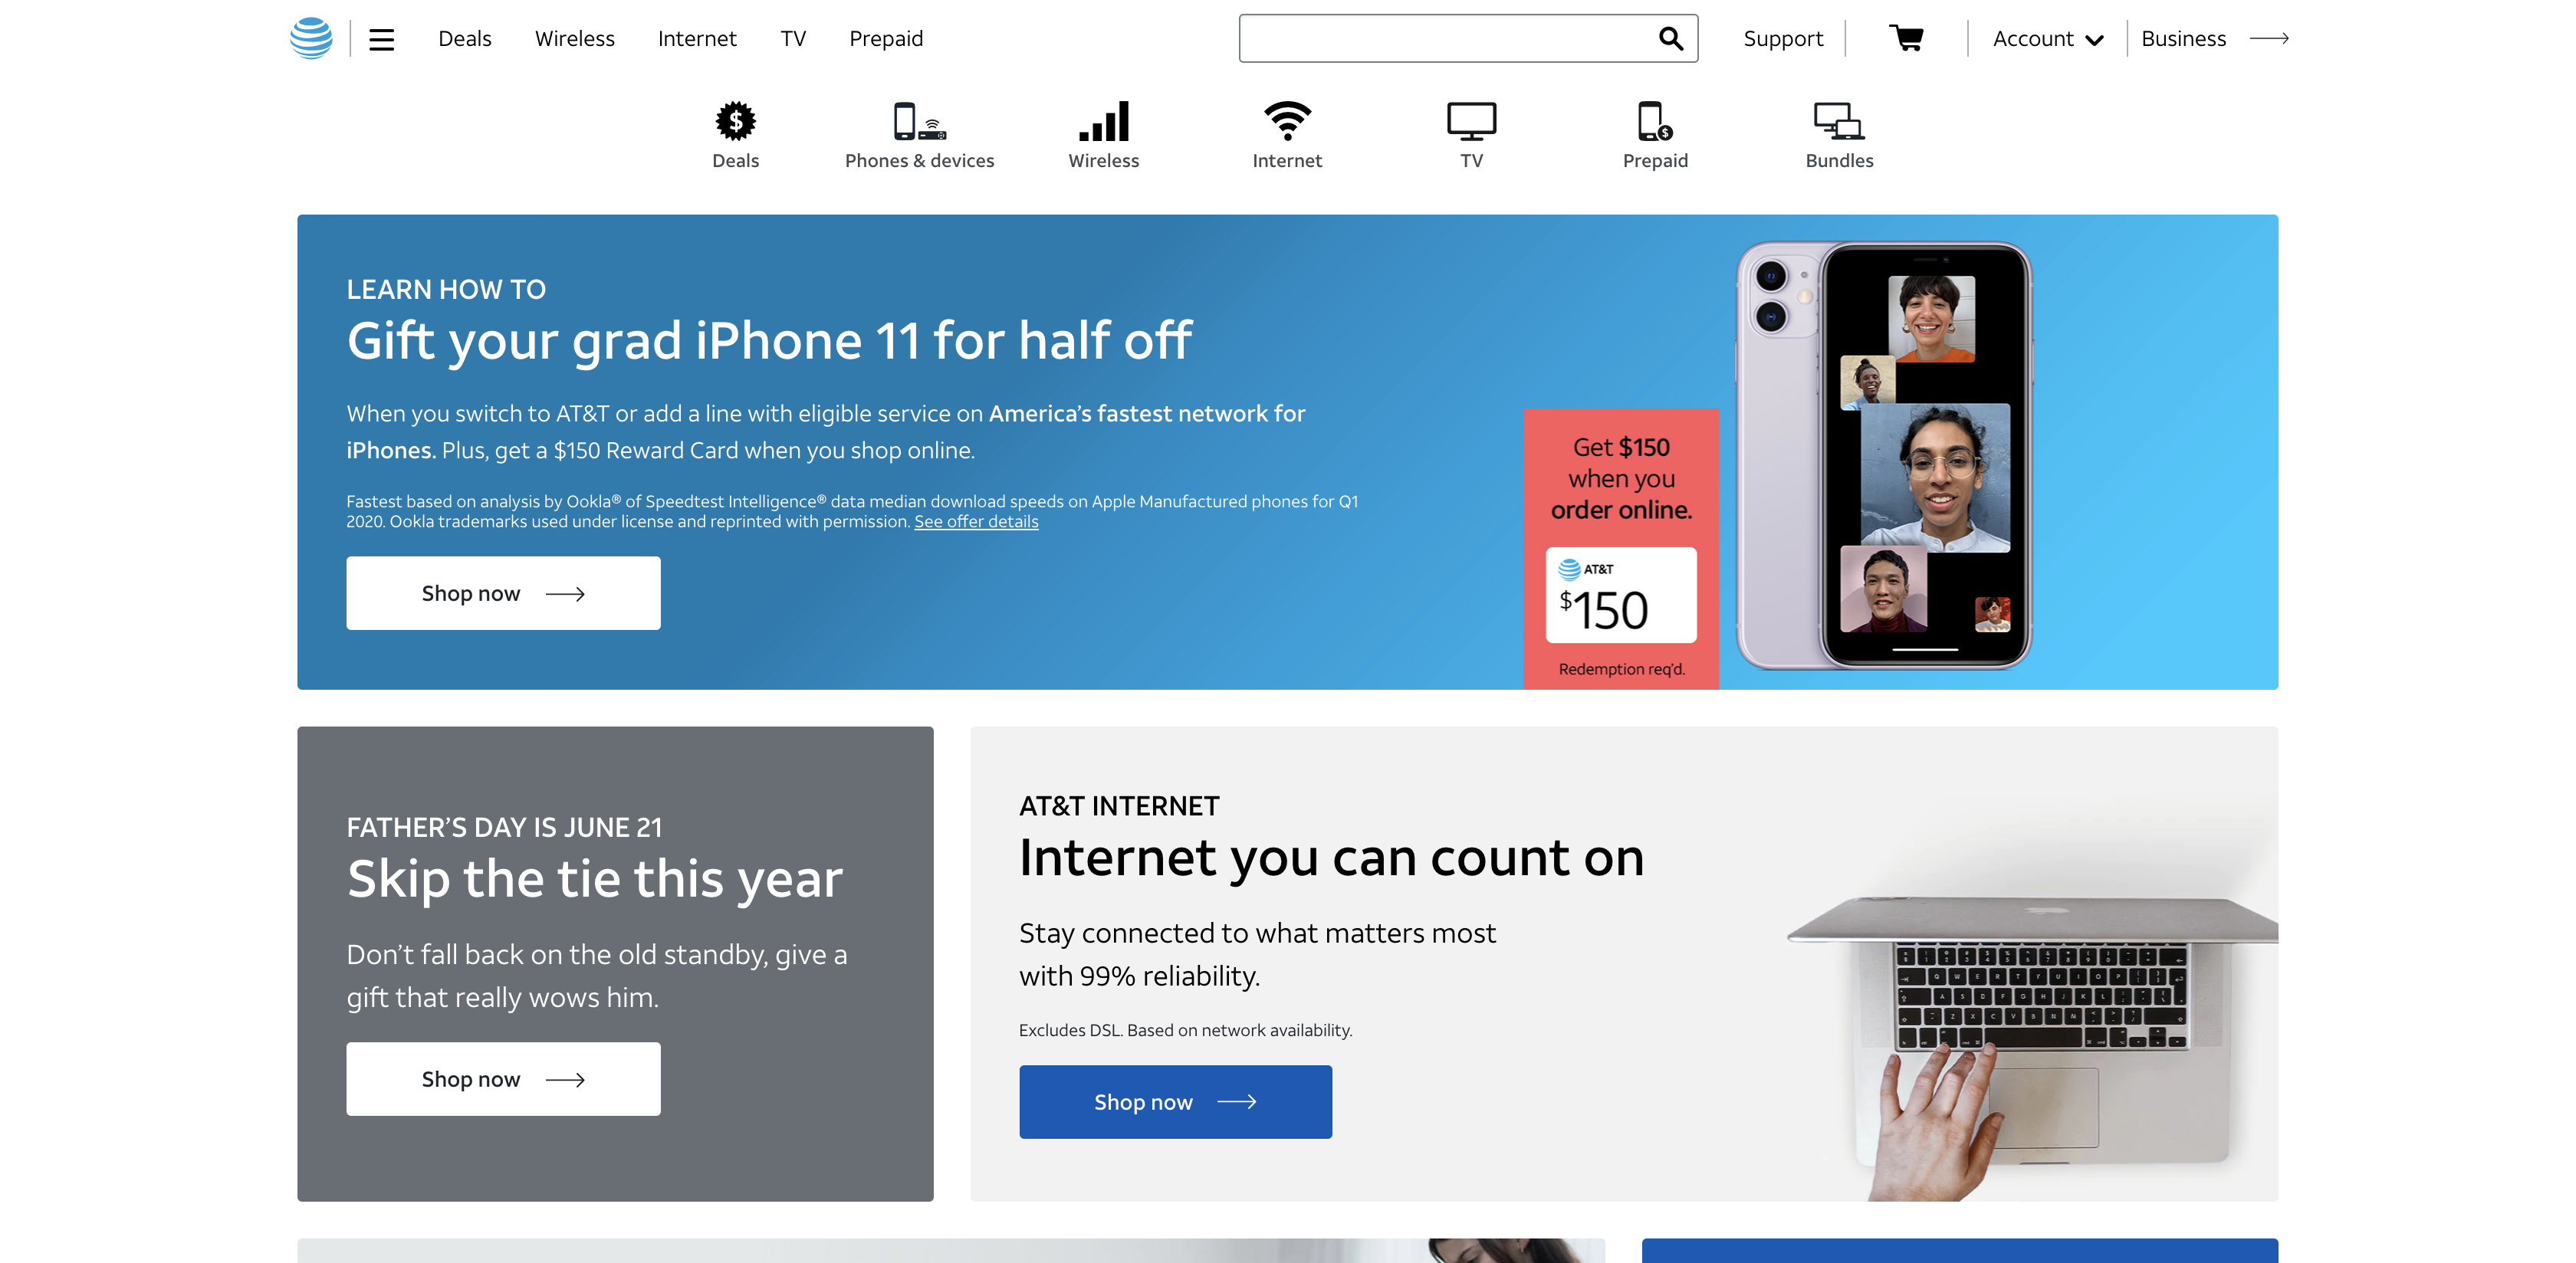 Deals Wireless Internet TV Prepaid Support Account Business
Deals Phones & devices Wireless Internet TV Prepaid Bundles
LEARN HOW TO
Gift your grad iPhone 11 for half off
When you switch to AT&T or add a line with eligible service on America’s fastest network for
iPhones. Plus, get a $150 Reward Card when you shop online.
Fastest based on analysis by Ookla® of Speedtest Intelligence® data median download speeds on Apple Manufactured phones for Q1
2020. Ookla trademarks used under license and reprinted with permission. See offer details
Shop now
Get $150
when you
order online.
AT&T
$150
Redemption req’d.
FATHER’S DAY IS JUNE 21
Skip the tie this year
Don’t fall back on the old standby, give a
gift that really wows him.
Shop now
AT&T INTERNET
Internet you can count on
Stay connected to what matters most
with 99% reliability.
Excludes DSL. Based on network availability.
Shop now